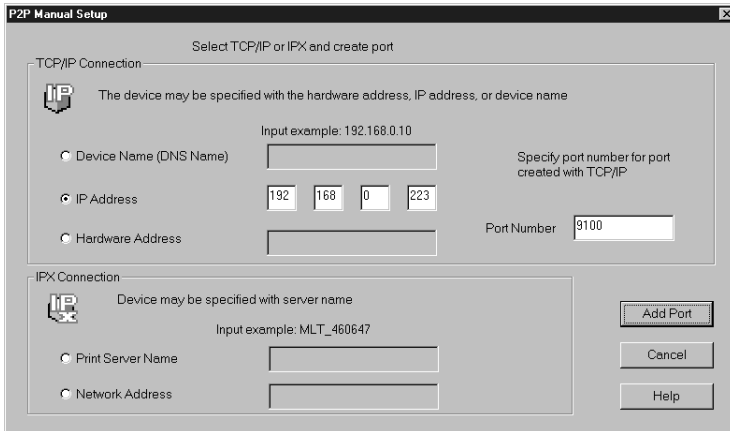 P2P Manual Setup
Select TCP/IP or IPX and create port
TCP/IP Connection
IP
The device may be specified with the hardware address, IP address, or device name
Input example: 192.168.0.10
Device Name (DNS Name)
Specify port number for port
created with TCP/IP
IP Address
192 168 0 223
Port Number 9100
Hardware Address
IPX Connection
IP
X
Device may be specified with server name
Input example: MLT_460647
Add Port
Print Server Name
Cancel
Network Address
Help